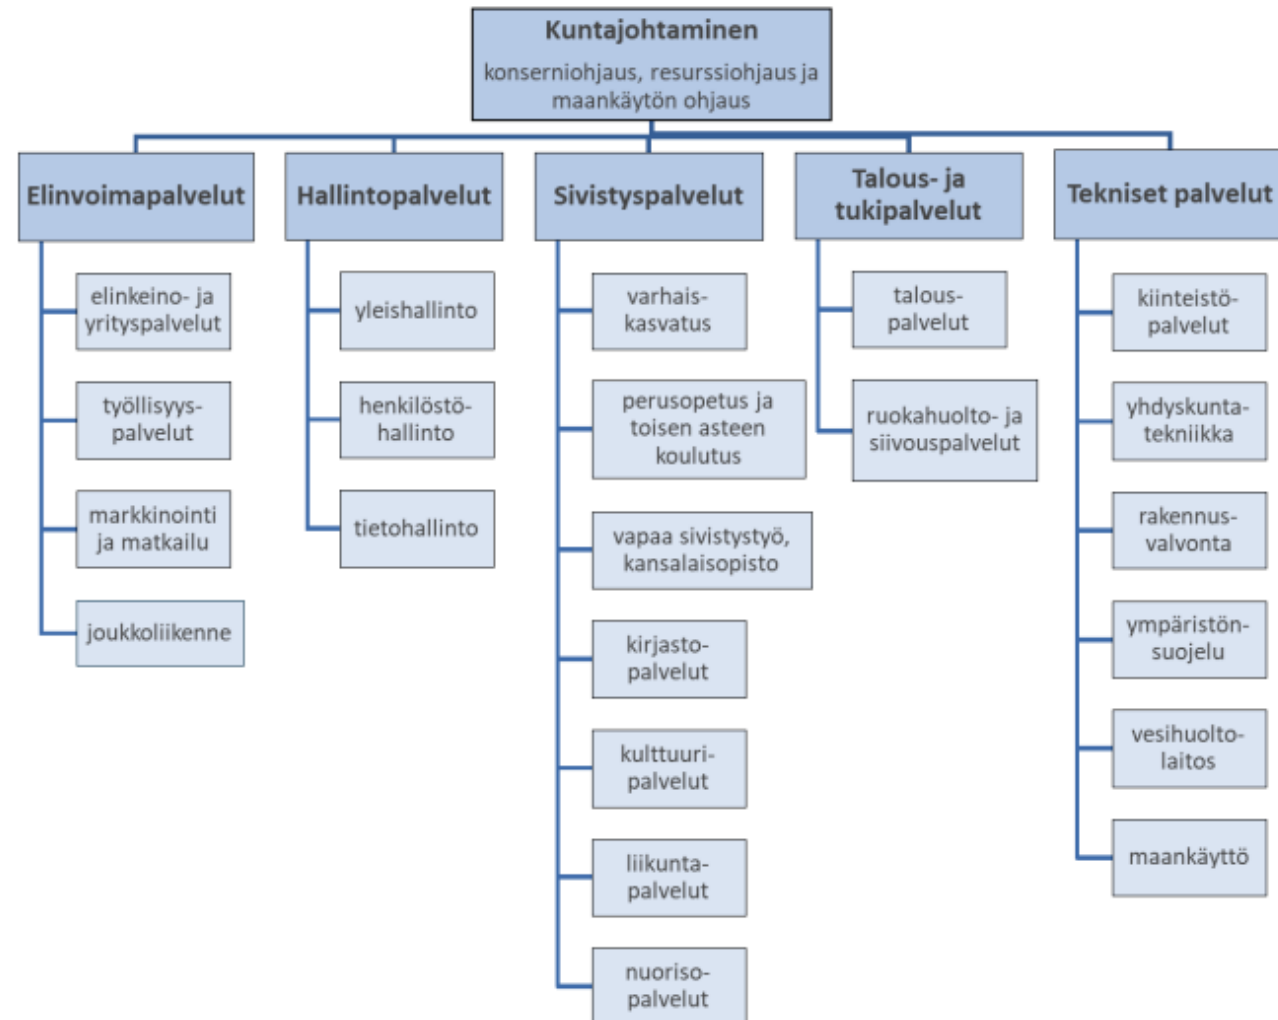 Kuntajohtaminen
konserniohjaus, resurssiohjaus ja
maankäytön ohjaus
Elinvoimapalvelut
elinkeino- ja
yrityspalvelut
työllisyys-
palvelut
markkinointi
ja matkailu
joukkoliikenne
Hallintopalvelut
yleishallinto
henkilöstö-
hallinto
tietohallinto
Sivistyspalvelut
varhais-
kasvatus
perusopetus ja
toisen asteen
koulutus
vapaa sivistystyö,
kansalaisopisto
kirjasto-
palvelut
kulttuuri-
palvelut
liikunta-
palvelut
nuoriso-
palvelut
Talous- ja
tukipalvelut
talous-
palvelut
ruokahuolto- ja
siivouspalvelut
Tekniset palvelut
kiinteistö-
palvelut
yhdyskunta-
tekniikka
rakennus-
valvonta
ympäristön-
suojelu
vesihuolto-
laitos
maankäyttö